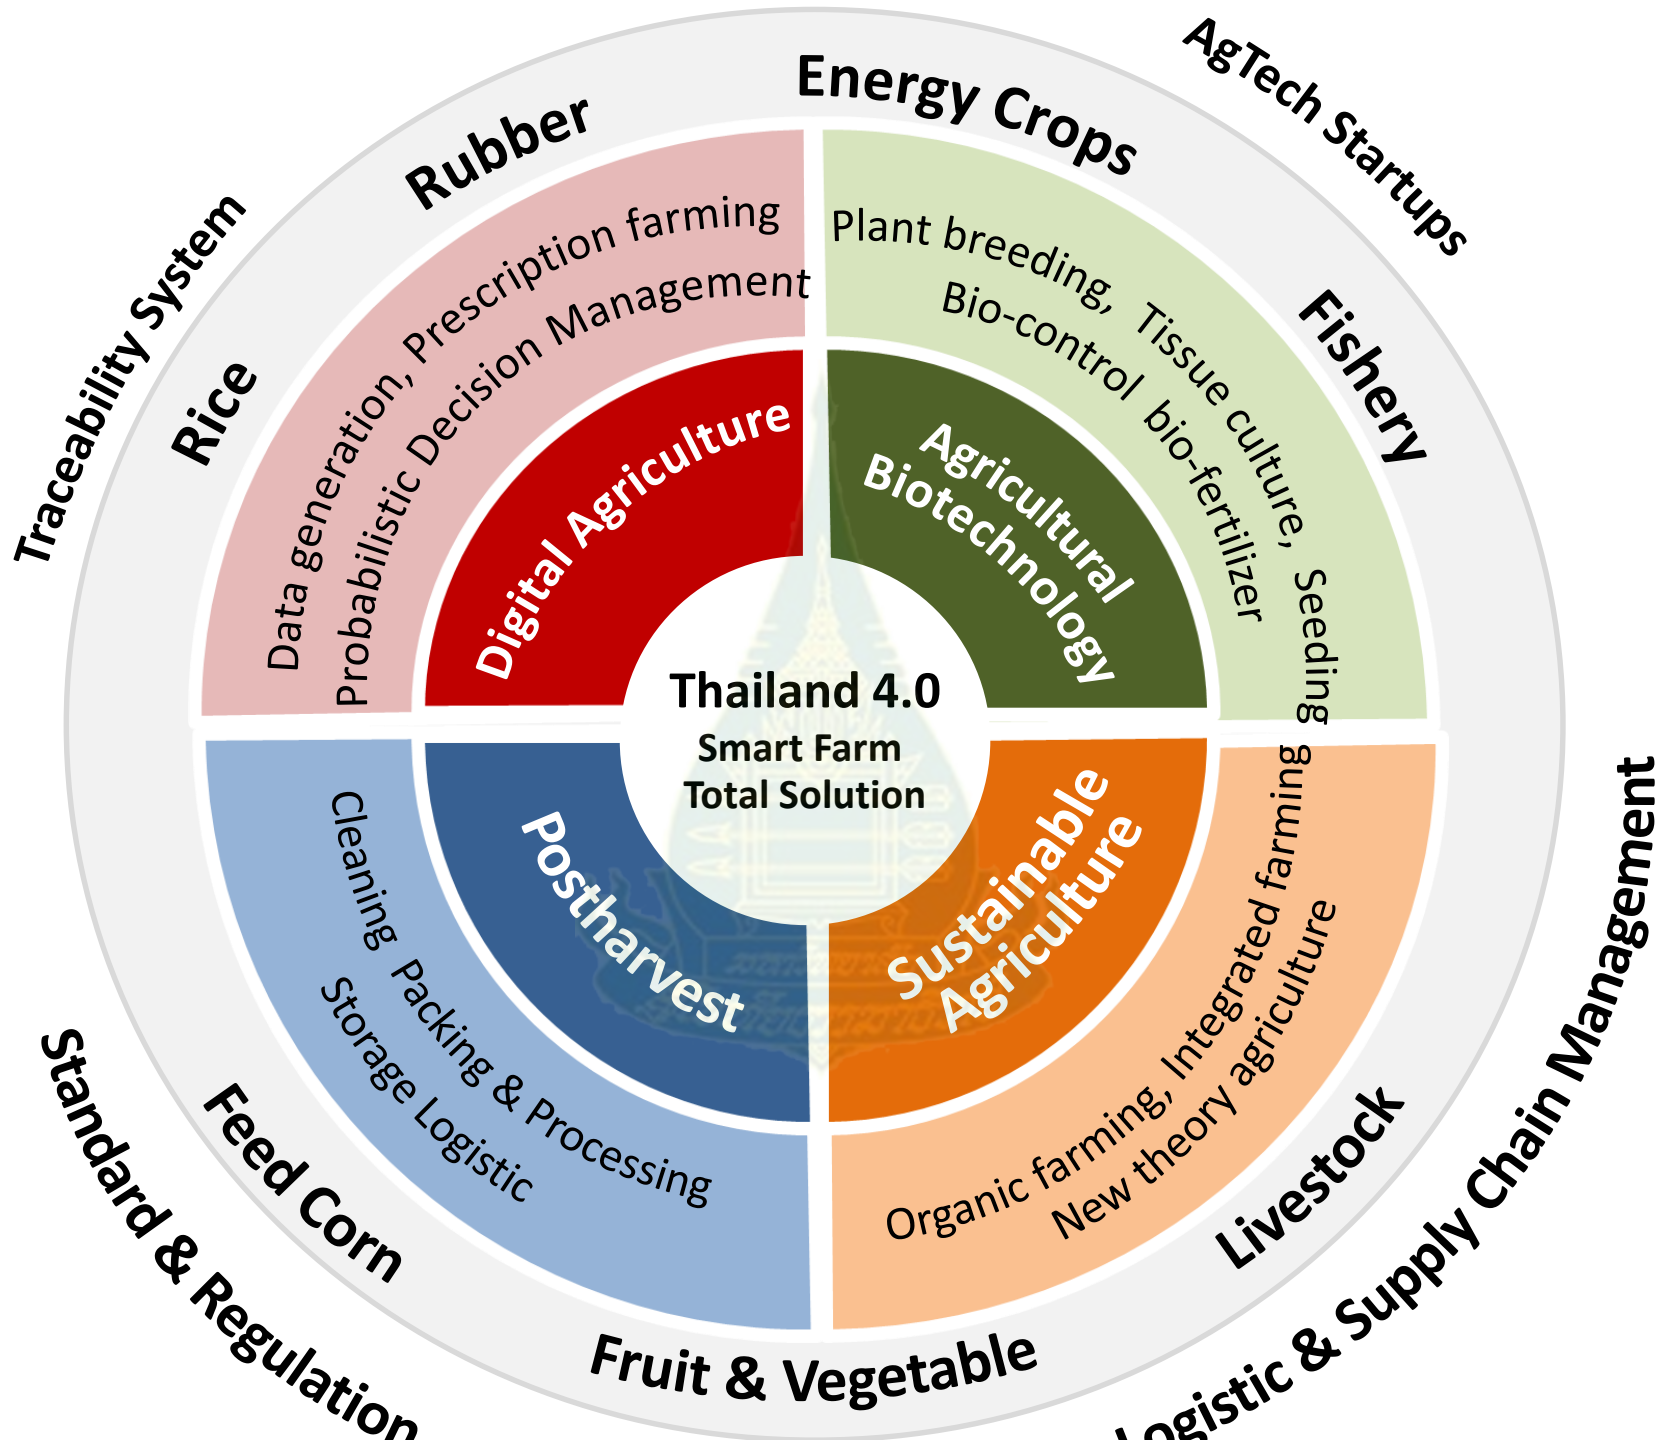 AgTech Startups
Traceability System
Logistic & Supply Chain Management
Standard & Regulation
Energy Crops
Rubber
Rice
Fishery
Livestock
Fruit & Vegetable
Feed Corn
Data generation, Prescription farming
Probabilistic Decision Management
Digital Agriculture
Plant breeding, Tissue culture, Seeding
Bio-control bio-fertilizer
Agricultural
Biotechnology
Thailand 4.0
Smart Farm
Total Solution
Sustainable
Agriculture
Organic farming, Integrated farming
New theory agriculture
Postharvest
Cleaning Packing & Processing
Storage Logistic